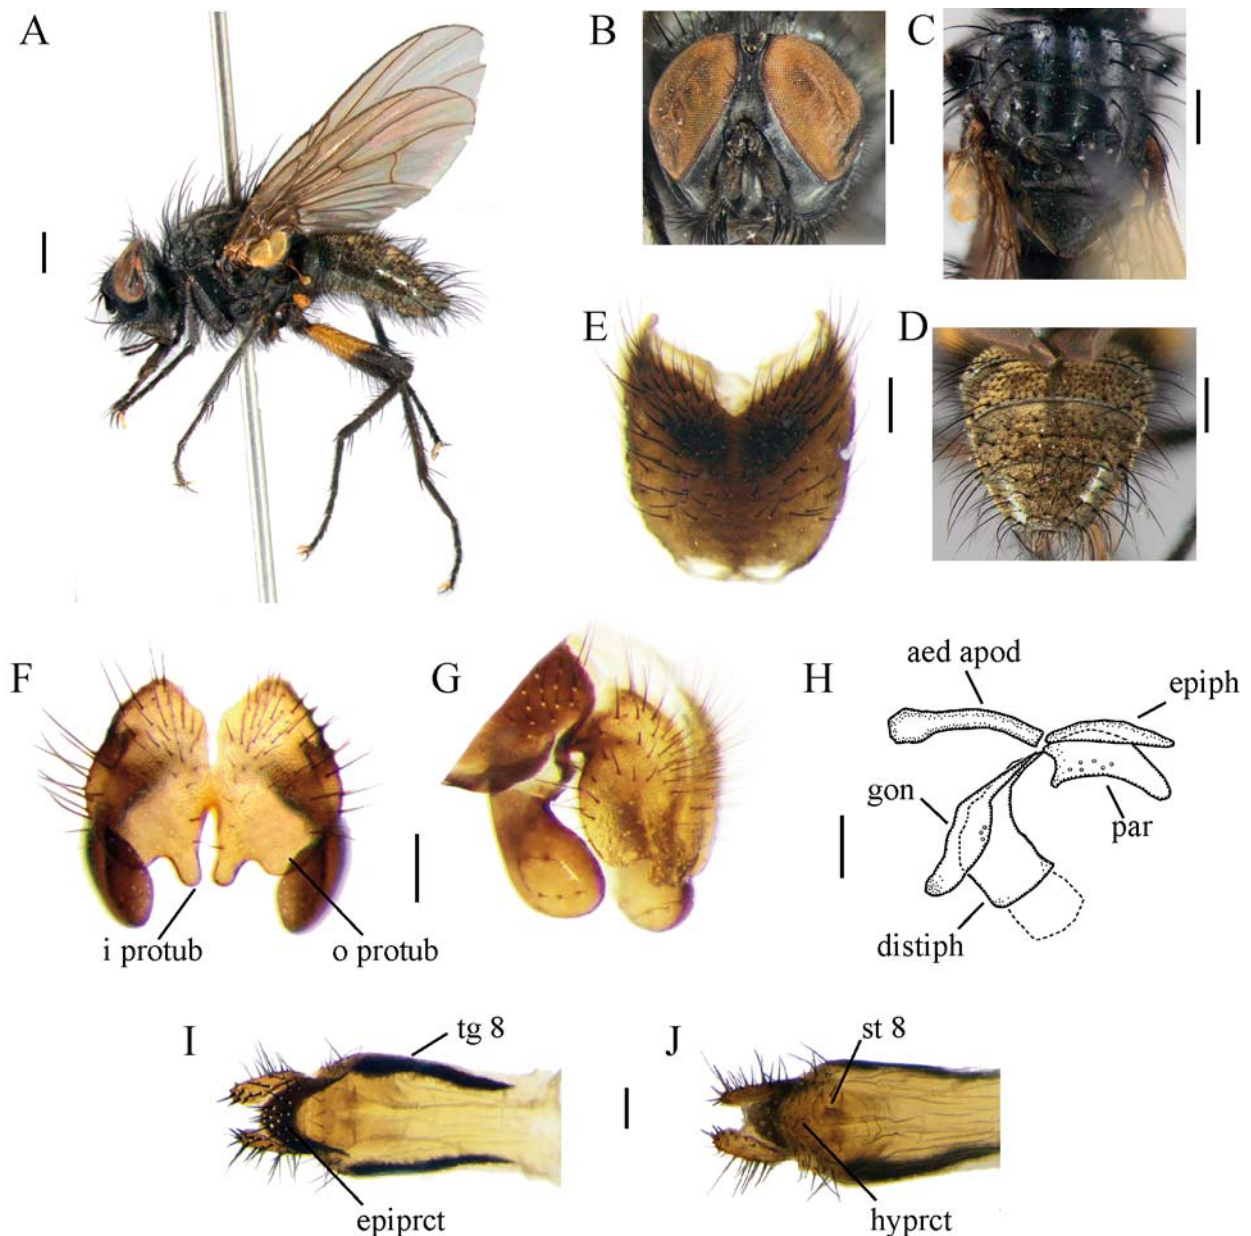 A
B
C
E
D
F
G
H
aed apod
epiph
gon
par
i protub
o protub
distiph
I
tg 8
J
st 8
epiprct
hyprct